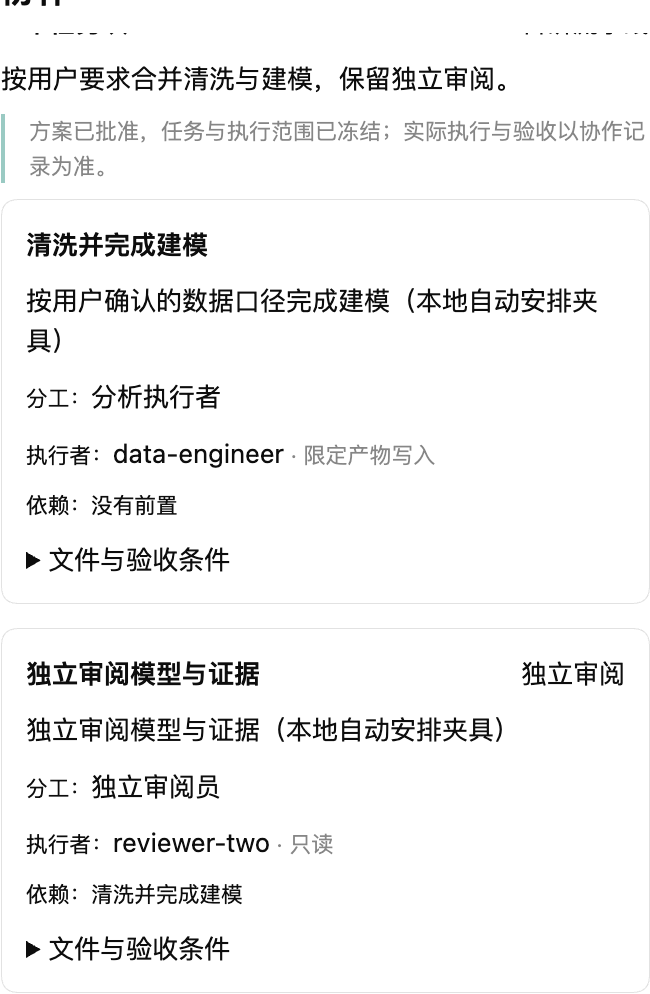 按用户要求合并清洗与建模，保留独立审阅。
方案已批准，任务与执行范围已冻结；实际执行与验收以协作记
录为准。
清洗并完成建模
按用户确认的数据口径完成建模（本地自动安排夹
具）
分工：分析执行者
执行者：data-engineer · 限定产物写入
依赖：没有前置
▶ 文件与验收条件
独立审阅模型与证据 独立审阅
独立审阅模型与证据（本地自动安排夹具）
分工：独立审阅员
执行者：reviewer-two · 只读
依赖：清洗并完成建模
▶ 文件与验收条件